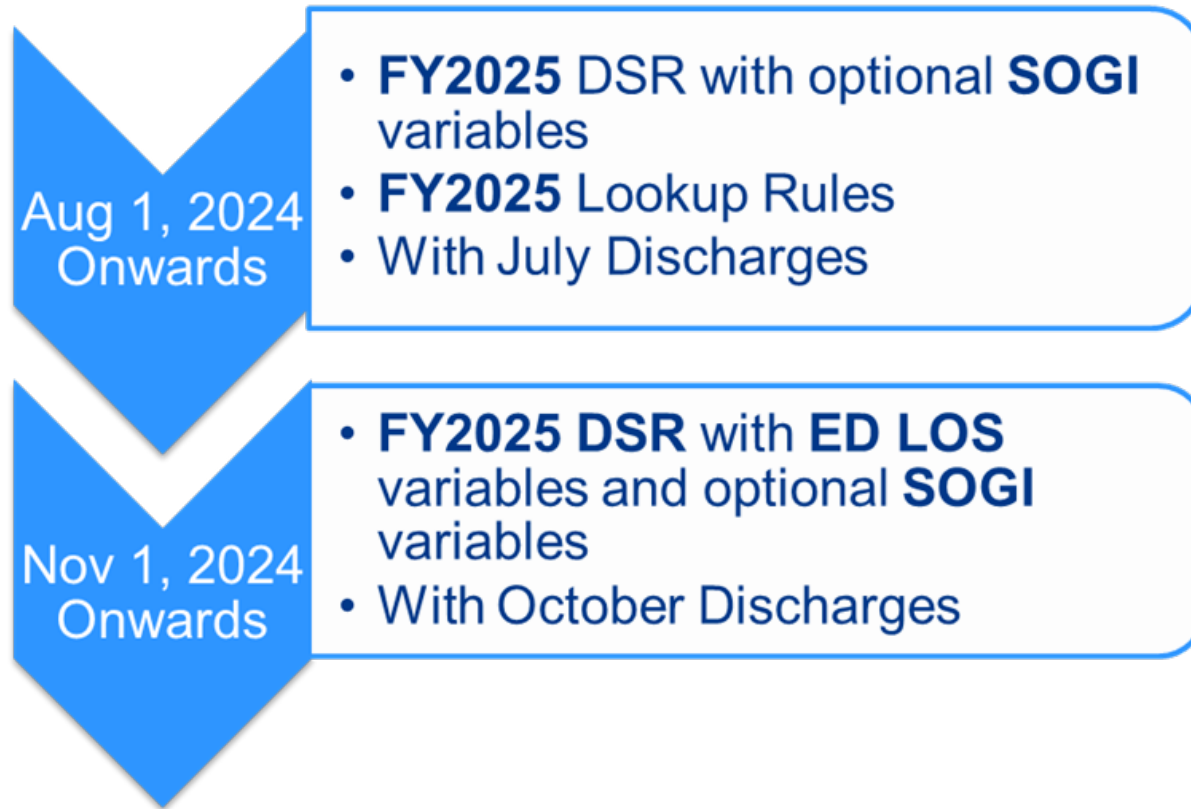 Aug 1, 2024
Onwards
• FY2025 DSR with optional SOGI
variables
• FY2025 Lookup Rules
• With July Discharges
Nov 1, 2024
Onwards
• FY2025 DSR with ED LOS
variables and optional SOGI
variables
• With October Discharges